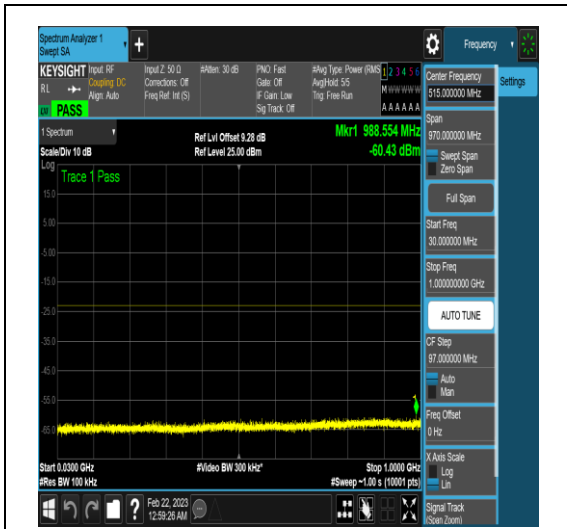 Spectrum Analyzer 1
Swept SA
+
Frequency
KEYSIGHT
RL
Input: RF
Coupling: DC
Align: Auto
Input Z: 50 Ω
Corrections: Off
Freq Ref: Int (S)
#Atten: 30 dB
PNO: Fast
Gate: Off
IF Gain: Low
Sig Track: Off
#Avg Type: Power (RMS
Avg|Hold: 5/5
Trig: Free Run
1 2 3 4 5 6
M W W W W W
A A A A A A
PASS
Settings
1 Spectrum
Scale/Div 10 dB
Ref Lvl Offset 9.28 dB
Ref Level 25.00 dBm
Mkr1 988.554 MHz
-60.43 dBm
Log
Trace 1 Pass
15.0
5.00
-5.00
-15.0
-25.0
-35.0
-45.0
-55.0
-65.0
Start 0.0300 GHz
#Res BW 100 kHz
#Video BW 300 kHz*
Stop 1.0000 GHz
#Sweep ~1.00 s (10001 pts)
Center Frequency
515.000000 MHz
Span
970.000000 MHz
Swept Span
Zero Span
Full Span
Start Freq
30.000000 MHz
Stop Freq
1.000000000 GHz
AUTO TUNE
CF Step
97.000000 MHz
Auto
Man
Freq Offset
0 Hz
X Axis Scale
Log
Lin
Signal Track
(Span Zoom)
?
Feb 22, 2023
12:59:26 AM